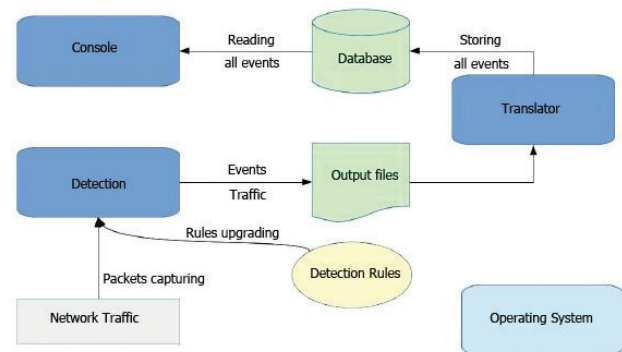 Console
Reading
all events
Database
Storing
all events
Translator
Detection
Events
Traffic
Output files
Rules upgrading
Detection Rules
Packets capturing
Network Traffic
Operating System